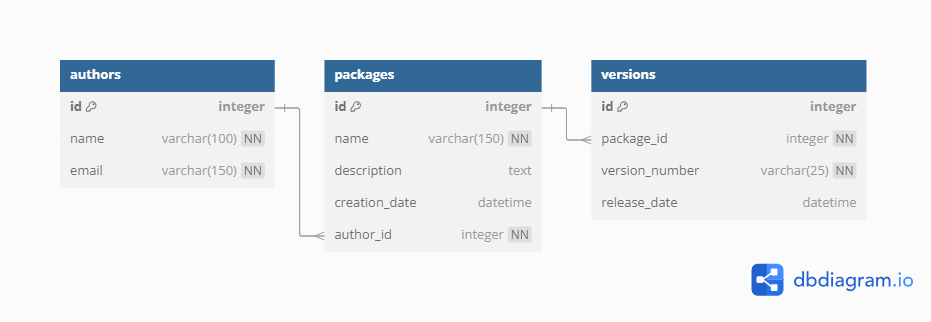 authors
id integer
name varchar(100) NN
email varchar(150) NN
packages
id integer
name varchar(150) NN
description text
creation_date datetime
author_id integer NN
versions
id integer
package_id integer NN
version_number varchar(25) NN
release_date datetime
dbdiagram.io